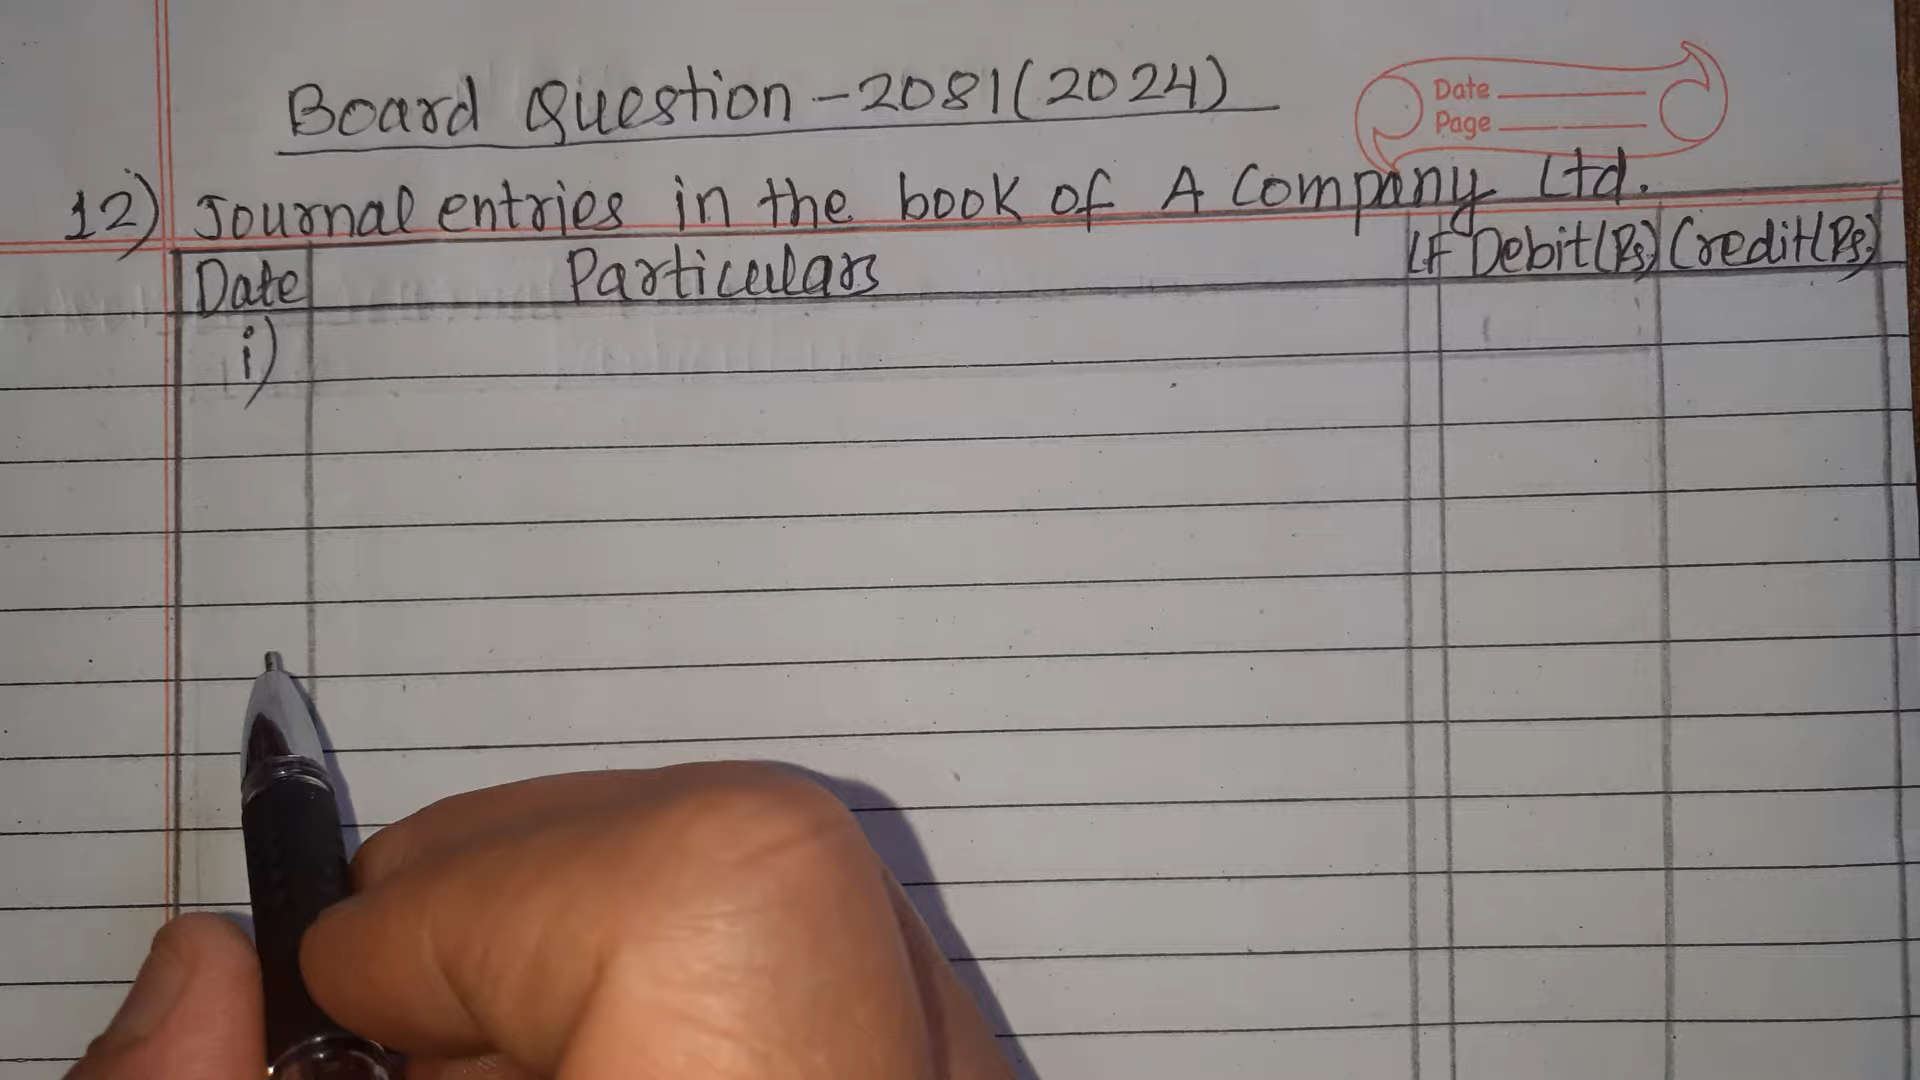 Board Question - 2081 (2024)
Date
Page
12) Journal entries in the book of A Company Ltd.
Date Particulars LF Debit(Rs.) Credit(Rs.)
i)